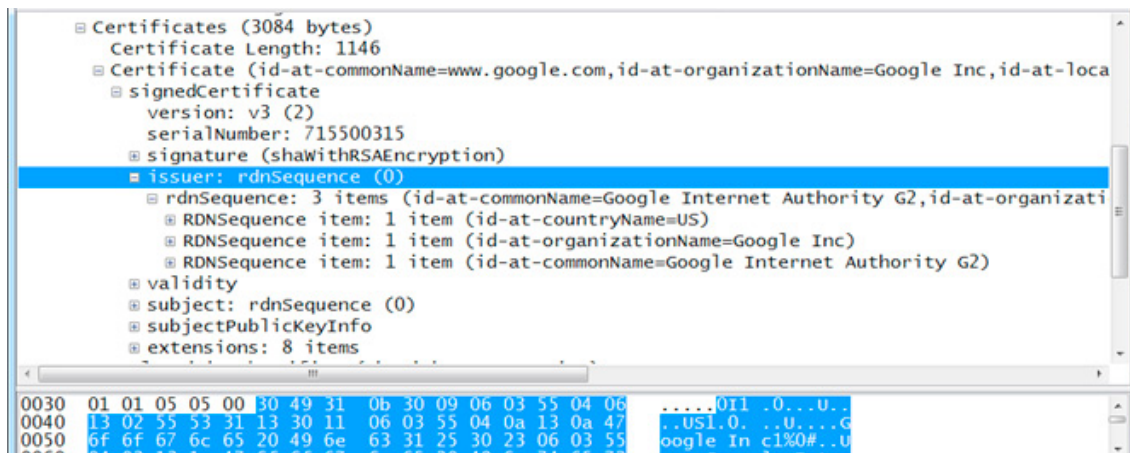 Certificates (3084 bytes)
Certificate Length: 1146
Certificate (id-at-commonName=www.google.com,id-at-organizationName=Google Inc,id-at-loca
signedCertificate
version: v3 (2)
serialNumber: 715500315
signature (shaWithRSAEncryption)
issuer: rdnSequence (0)
rdnSequence: 3 items (id-at-commonName=Google Internet Authority G2,id-at-organizati
RDNSequence item: 1 item (id-at-countryName=US)
RDNSequence item: 1 item (id-at-organizationName=Google Inc)
RDNSequence item: 1 item (id-at-commonName=Google Internet Authority G2)
validity
subject: rdnSequence (0)
subjectPublicKeyInfo
extensions: 8 items
0030 01 01 05 05 00 30 49 31 0b 30 09 06 03 55 04 06 .....0I1 .0...U..
0040 13 02 55 53 31 13 30 11 06 03 55 04 0a 13 0a 47 ..US1.0. ..U....G
0050 6f 6f 67 6c 65 20 49 6e 63 31 25 30 23 06 03 55 oogle In c1%0#..U